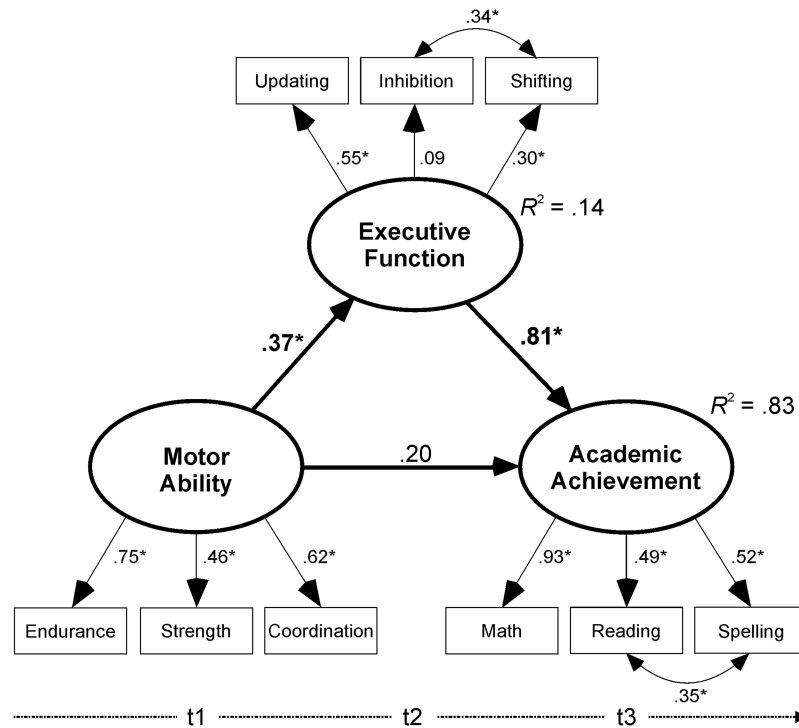 .34*
Updating Inhibition Shifting
.55* .09 .30*
R² = .14
Executive
Function
.37* .81*
R² = .83
Motor
Ability
.20
Academic
Achievement
.75* .46* .62* .93* .49* .52*
Endurance Strength Coordination Math Reading Spelling
.35*
t1 t2 t3